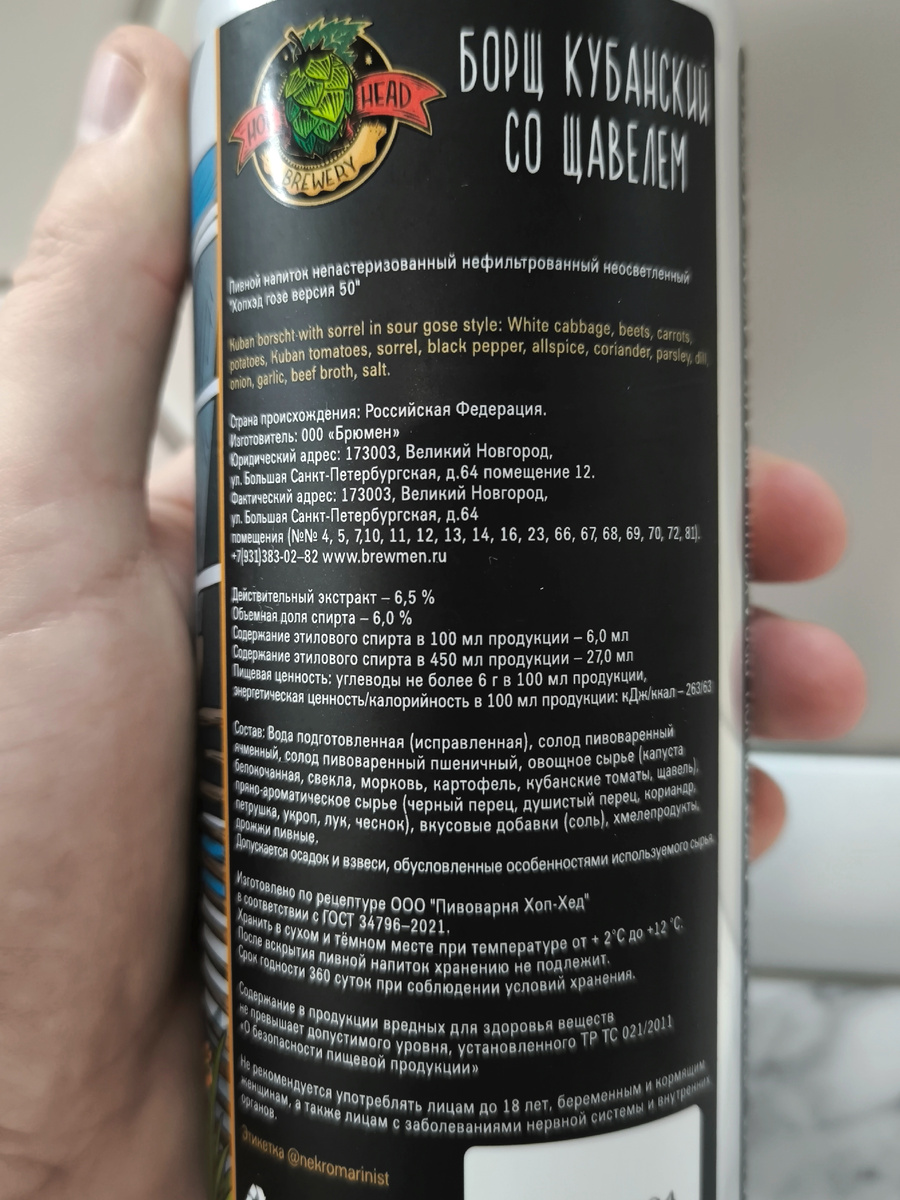 HOP HEAD
BREWERY
БОРЩ КУБАНСКИЙ
СО ЩАВЕЛЕМ
Пивной напиток непастеризованный нефильтрованный неосветленный
"Хопхэд гозе версия 50"
Kuban borscht with sorrel in sour gose style: White cabbage, beets, carrots,
potatoes, Kuban tomatoes, sorrel, black pepper, allspice, coriander, parsley, dill,
onion, garlic, beef broth, salt.
Страна происхождения: Российская Федерация.
Изготовитель: ООО «Брюмен»
Юридический адрес: 173003, Великий Новгород,
ул. Большая Санкт-Петербургская, д.64 помещение 12.
Фактический адрес: 173003, Великий Новгород,
ул. Большая Санкт-Петербургская, д.64
помещения (№№ 4, 5, 7,10, 11, 12, 13, 14, 16, 23, 66, 67, 68, 69, 70, 72, 81).
+7(931)383-02-82 www.brewmen.ru
Действительный экстракт – 6,5 %
Объемная доля спирта – 6,0 %
Содержание этилового спирта в 100 мл продукции – 6,0 мл
Содержание этилового спирта в 450 мл продукции – 27,0 мл
Пищевая ценность: углеводы не более 6 г в 100 мл продукции,
энергетическая ценность/калорийность в 100 мл продукции: кДж/ккал – 263/63
Состав: Вода подготовленная (исправленная), солод пивоваренный
ячменный, солод пивоваренный пшеничный, овощное сырье (капуста
белокочанная, свекла, морковь, картофель, кубанские томаты, щавель),
пряно-ароматическое сырье (черный перец, душистый перец, кориандр,
петрушка, укроп, лук, чеснок), вкусовые добавки (соль), хмелепродукты,
дрожжи пивные.
Допускается осадок и взвеси, обусловленные особенностями используемого сырья.
Изготовлено по рецептуре ООО "Пивоварня Хоп-Хед"
в соответствии с ГОСТ 34796–2021.
Хранить в сухом и тёмном месте при температуре от + 2°С до +12 °С.
После вскрытия пивной напиток хранению не подлежит.
Срок годности 360 суток при соблюдении условий хранения.
Содержание в продукции вредных для здоровья веществ
не превышает допустимого уровня, установленного ТР ТС 021/2011
«О безопасности пищевой продукции»
Не рекомендуется употреблять лицам до 18 лет, беременным и кормящим
женщинам, а также лицам с заболеваниями нервной системы и внутренних
органов.
Этикетка @nekromarinist